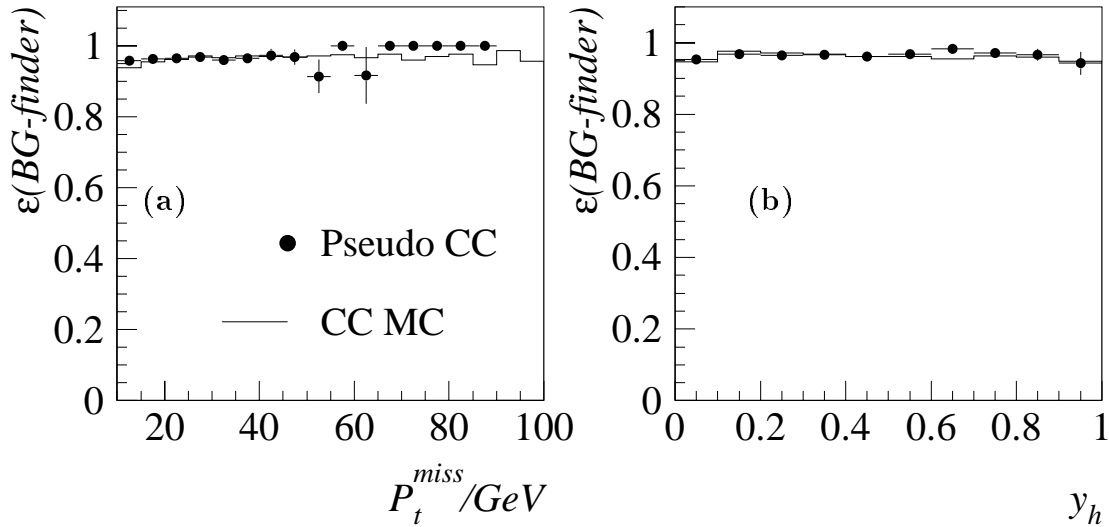 ε(BG-finder)
1
0.8
0.6
0.4
0.2
0
(a)
Pseudo CC
CC MC
20 40 60 80 100
P_t^miss/GeV
ε(BG-finder)
1
0.8
0.6
0.4
0.2
0
(b)
0 0.2 0.4 0.6 0.8 1
y_h